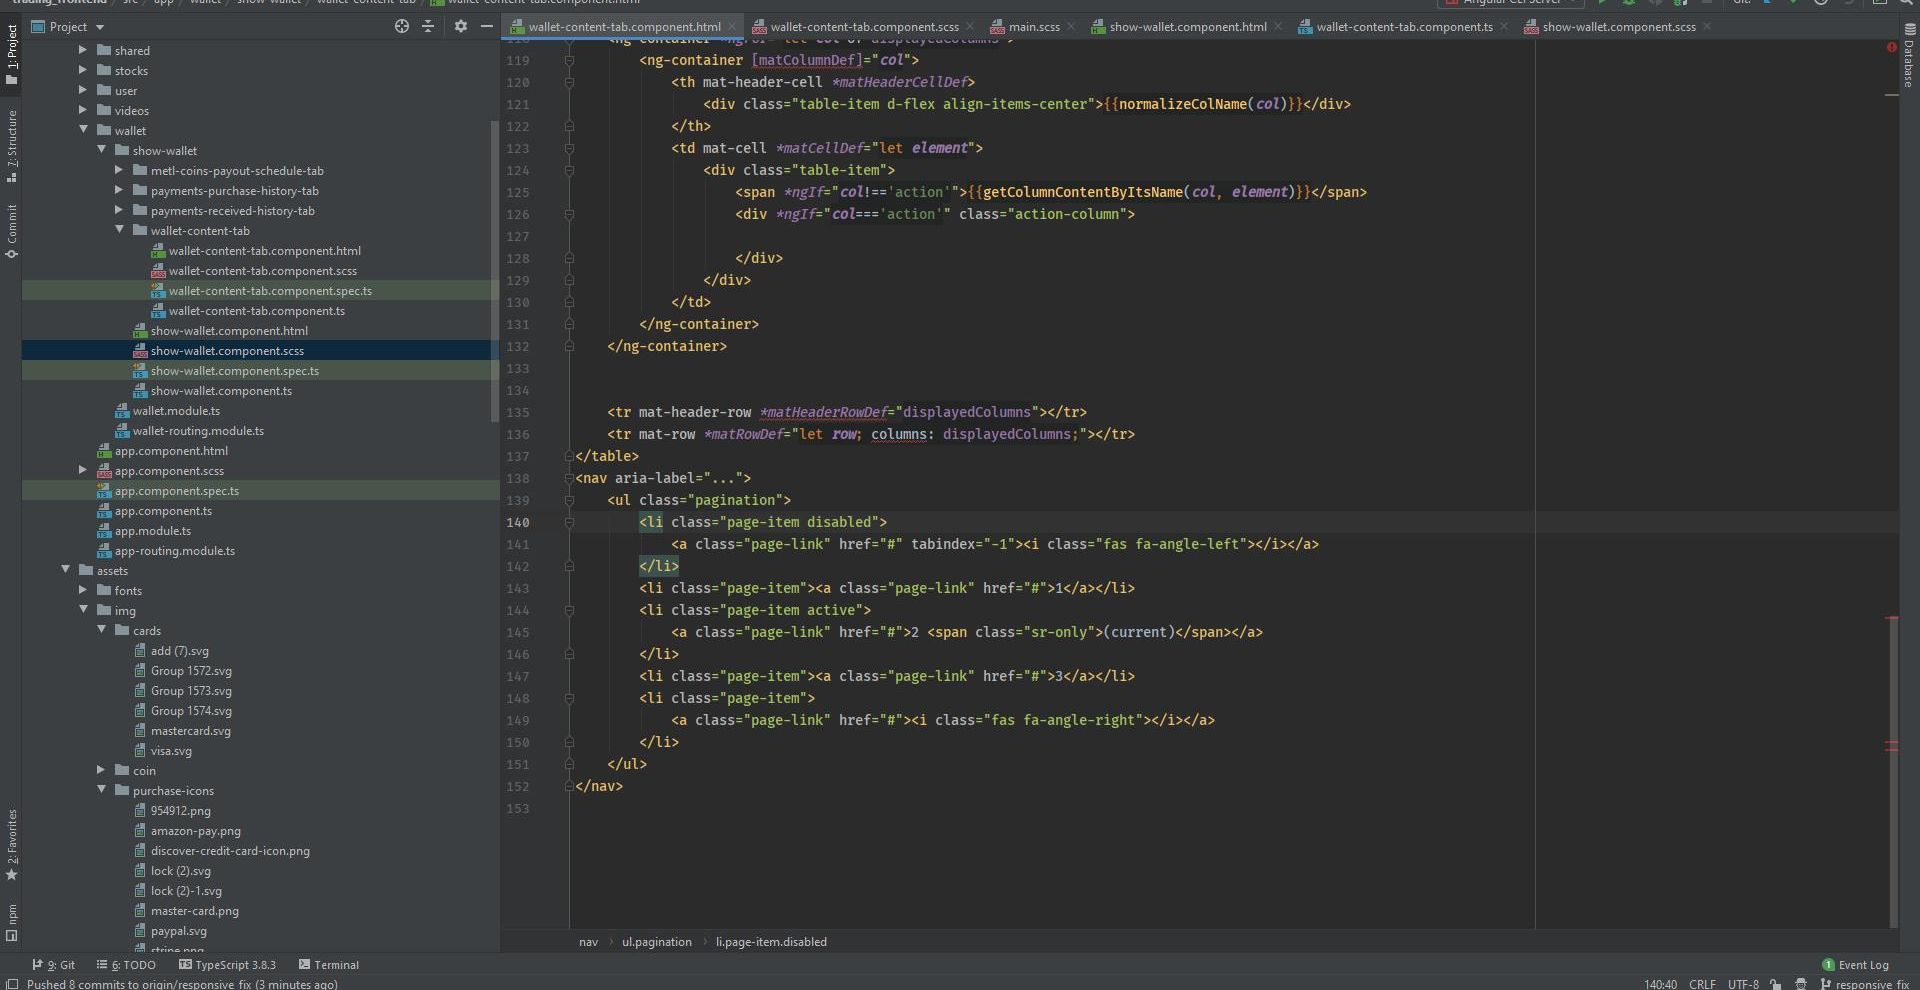 trading_frontend › src › app › wallet › show-wallet › wallet-content-tab › wallet-content-tab.component.html
Angular CLI Server
Git:
Project
wallet-content-tab.component.html
wallet-content-tab.component.scss
main.scss
show-wallet.component.html
wallet-content-tab.component.ts
show-wallet.component.scss
1: Project
7: Structure
Commit
2: Favorites
npm
Database
shared
stocks
user
videos
wallet
show-wallet
metl-coins-payout-schedule-tab
payments-purchase-history-tab
payments-received-history-tab
wallet-content-tab
wallet-content-tab.component.html
wallet-content-tab.component.scss
wallet-content-tab.component.spec.ts
wallet-content-tab.component.ts
show-wallet.component.html
show-wallet.component.scss
show-wallet.component.spec.ts
show-wallet.component.ts
wallet.module.ts
wallet-routing.module.ts
app.component.html
app.component.scss
app.component.spec.ts
app.component.ts
app.module.ts
app-routing.module.ts
assets
fonts
img
cards
add (7).svg
Group 1572.svg
Group 1573.svg
Group 1574.svg
mastercard.svg
visa.svg
coin
purchase-icons
954912.png
amazon-pay.png
discover-credit-card-icon.png
lock (2).svg
lock (2)-1.svg
master-card.png
paypal.svg
stripe.png
118 <ng-container *ngFor="let col of displayedColumns">
119 <ng-container [matColumnDef]="col">
120 <th mat-header-cell *matHeaderCellDef>
121 <div class="table-item d-flex align-items-center">{{normalizeColName(col)}}</div>
122 </th>
123 <td mat-cell *matCellDef="let element">
124 <div class="table-item">
125 <span *ngIf="col!=='action'">{{getColumnContentByItsName(col, element)}}</span>
126 <div *ngIf="col==='action'" class="action-column">
127
128 </div>
129 </div>
130 </td>
131 </ng-container>
132 </ng-container>
133
134
135 <tr mat-header-row *matHeaderRowDef="displayedColumns"></tr>
136 <tr mat-row *matRowDef="let row; columns: displayedColumns;"></tr>
137 </table>
138 <nav aria-label="...">
139 <ul class="pagination">
140 <li class="page-item disabled">
141 <a class="page-link" href="#" tabindex="-1"><i class="fas fa-angle-left"></i></a>
142 </li>
143 <li class="page-item"><a class="page-link" href="#">1</a></li>
144 <li class="page-item active">
145 <a class="page-link" href="#">2 <span class="sr-only">(current)</span></a>
146 </li>
147 <li class="page-item"><a class="page-link" href="#">3</a></li>
148 <li class="page-item">
149 <a class="page-link" href="#"><i class="fas fa-angle-right"></i></a>
150 </li>
151 </ul>
152 </nav>
153
nav › ul.pagination › li.page-item.disabled
9: Git
6: TODO
TypeScript 3.8.3
Terminal
1 Event Log
Pushed 8 commits to origin/responsive_fix (3 minutes ago)
140:40 CRLF UTF-8 responsive_fix